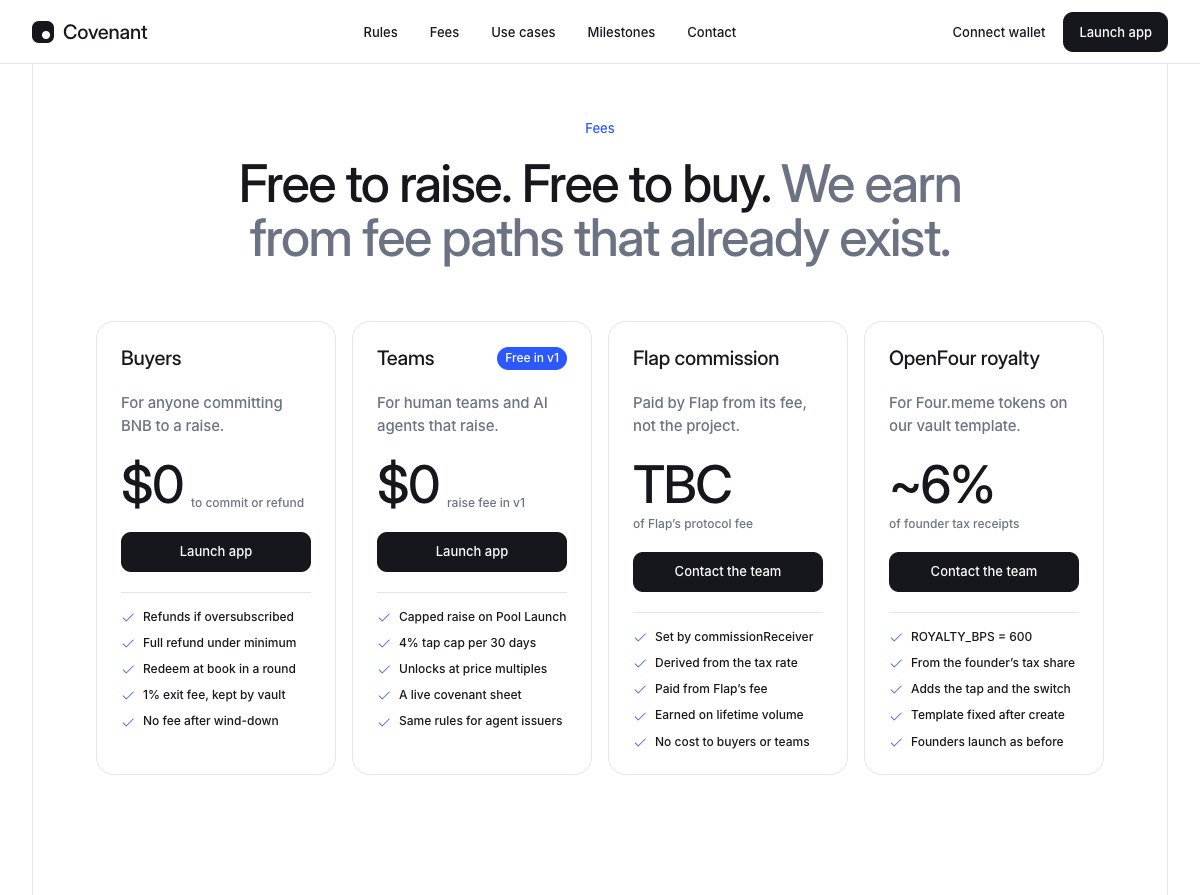 Covenant
Rules
Fees
Use cases
Milestones
Contact
Connect wallet
Launch app
Fees
Free to raise. Free to buy. We earn
from fee paths that already exist.
Buyers
For anyone committing
BNB to a raise.
$0 to commit or refund
Launch app
Refunds if oversubscribed
Full refund under minimum
Redeem at book in a round
1% exit fee, kept by vault
No fee after wind-down
Teams
Free in v1
For human teams and AI
agents that raise.
$0 raise fee in v1
Launch app
Capped raise on Pool Launch
4% tap cap per 30 days
Unlocks at price multiples
A live covenant sheet
Same rules for agent issuers
Flap commission
Paid by Flap from its fee,
not the project.
TBC
of Flap’s protocol fee
Contact the team
Set by commissionReceiver
Derived from the tax rate
Paid from Flap’s fee
Earned on lifetime volume
No cost to buyers or teams
OpenFour royalty
For Four.meme tokens on
our vault template.
~6%
of founder tax receipts
Contact the team
ROYALTY_BPS = 600
From the founder’s tax share
Adds the tap and the switch
Template fixed after create
Founders launch as before